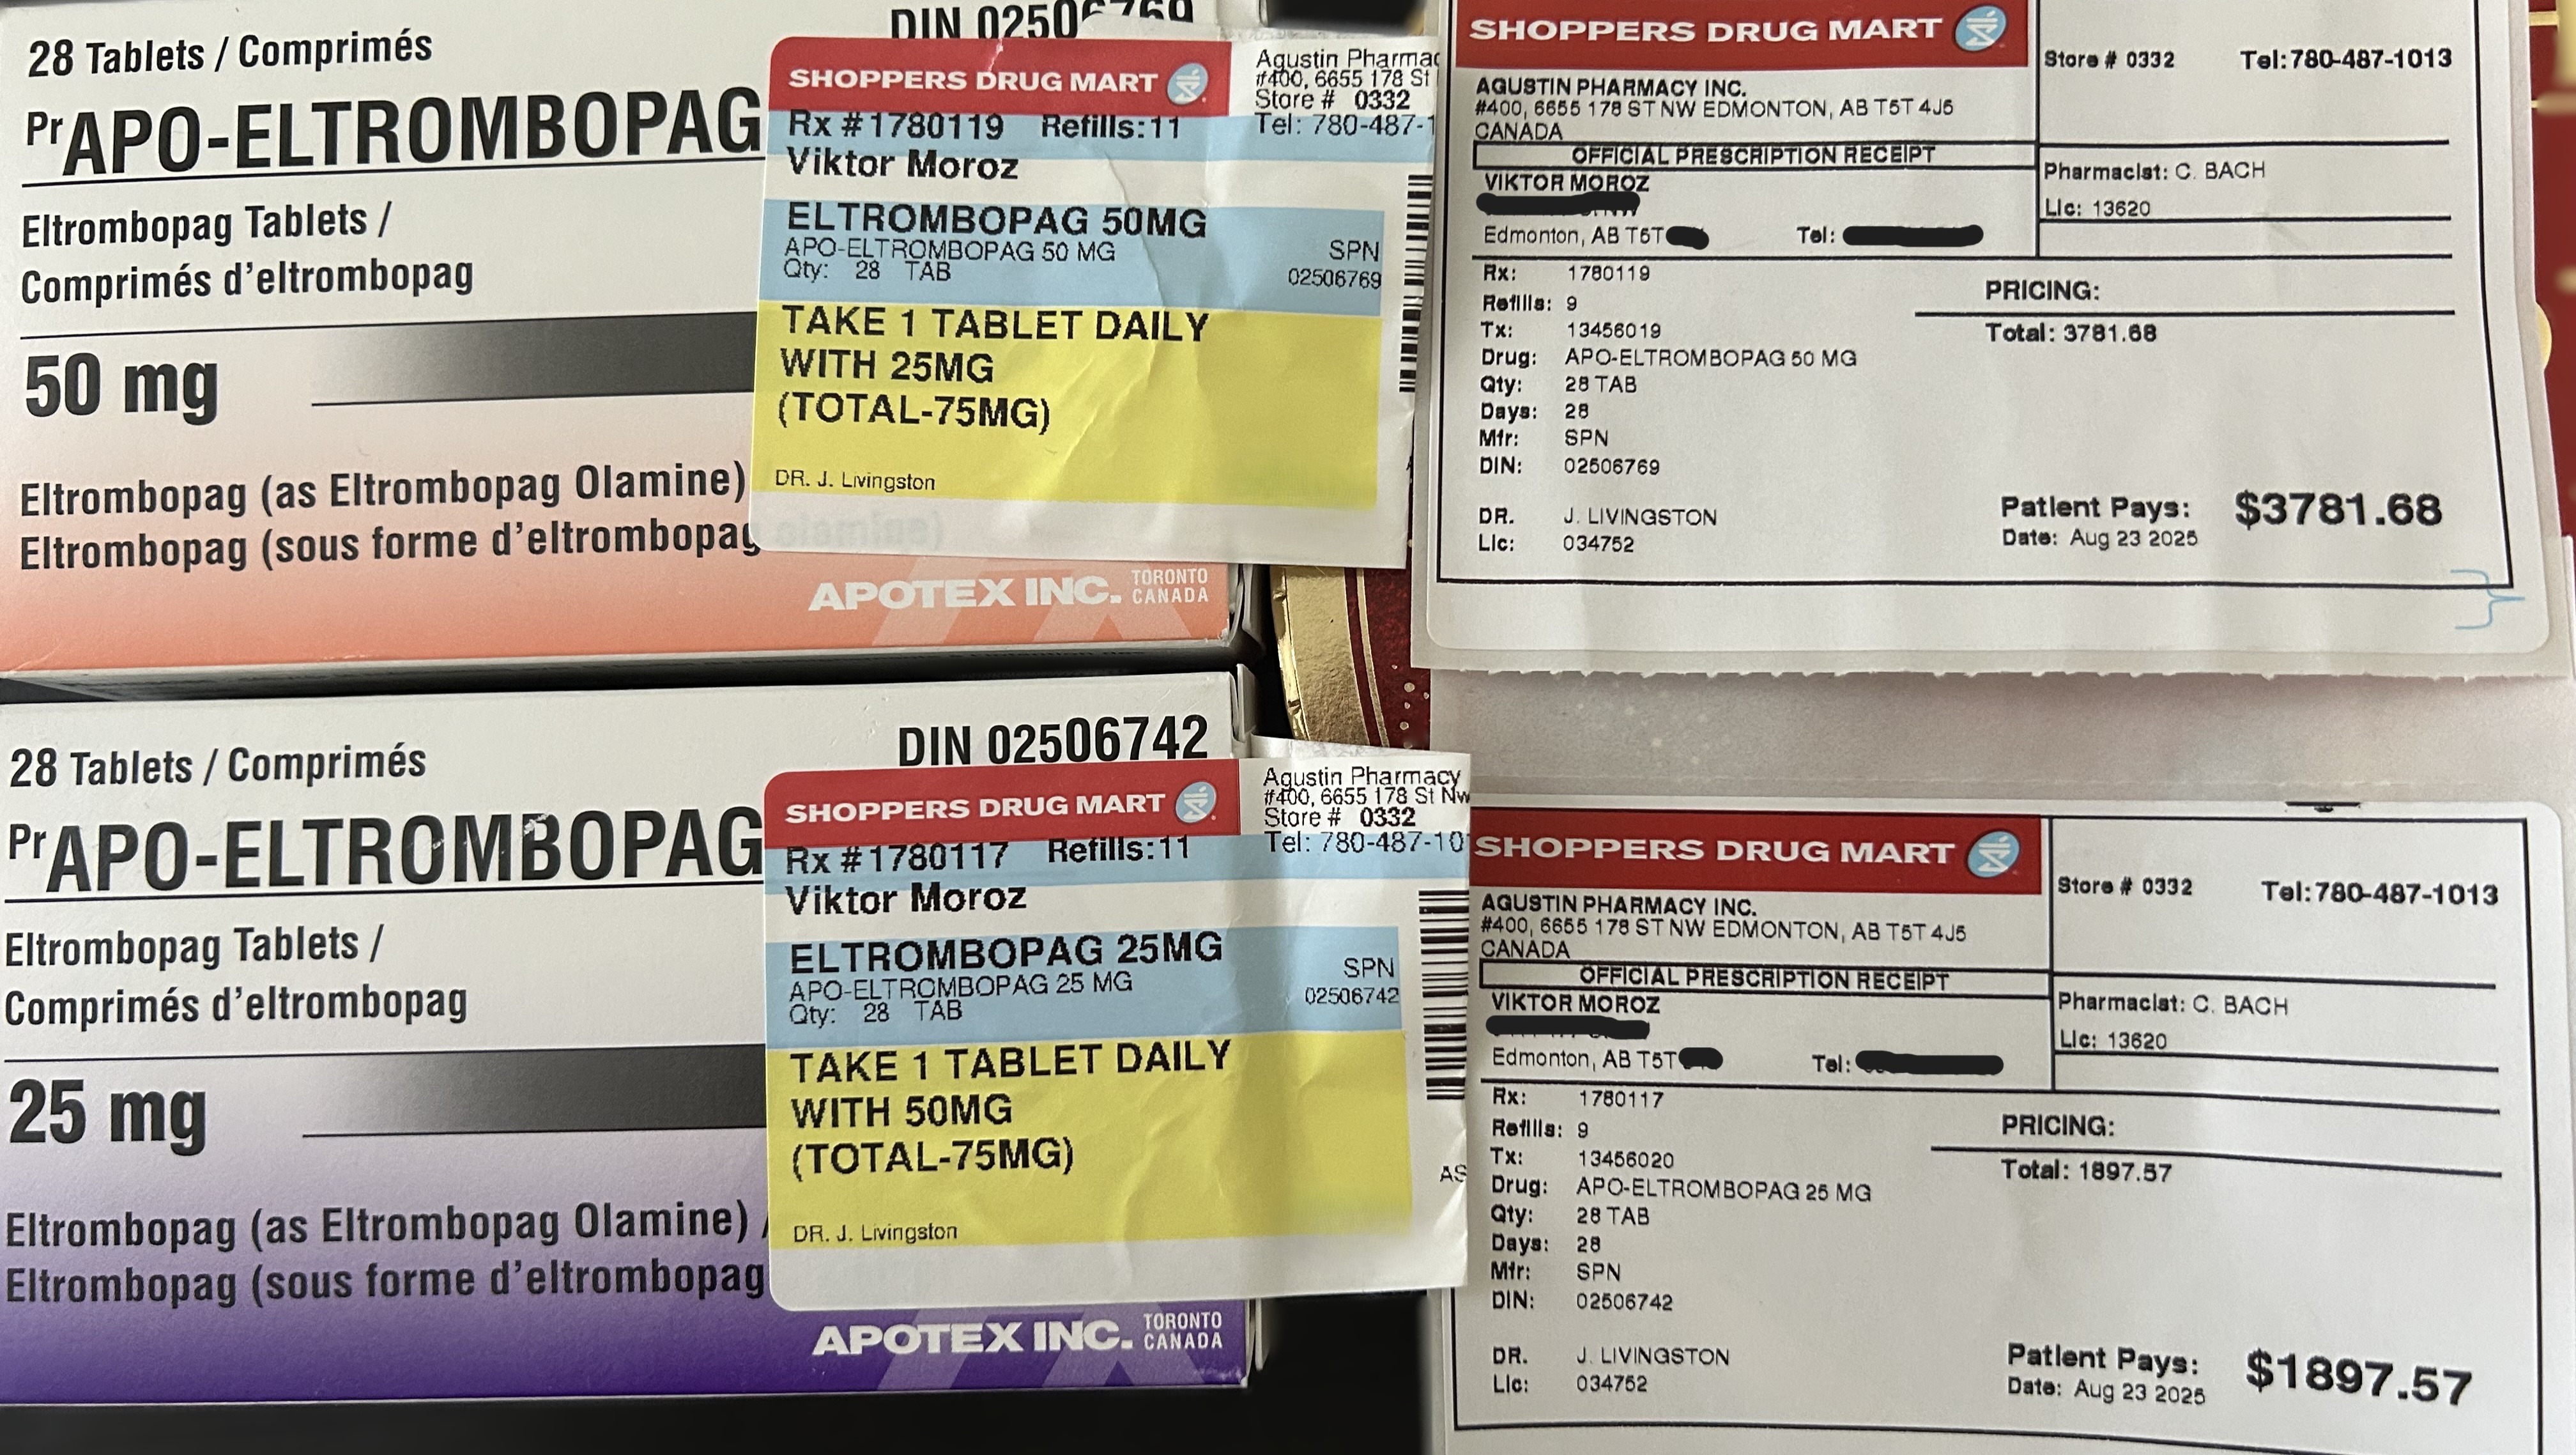 28 Tablets / Comprimés
DIN 02506769
PrAPO-ELTROMBOPAG
Eltrombopag Tablets /
Comprimés d'eltrombopag
50 mg
Eltrombopag (as Eltrombopag Olamine)
Eltrombopag (sous forme d'eltrombopag olamine)
APOTEX INC. TORONTO CANADA
SHOPPERS DRUG MART
Agustin Pharmac
#400, 6655 178 St
Store # 0332
Tel: 780-487-1
Rx #1780119 Refills:11
Viktor Moroz
ELTROMBOPAG 50MG
APO-ELTROMBOPAG 50 MG SPN
Qty: 28 TAB 02506769
TAKE 1 TABLET DAILY
WITH 25MG
(TOTAL-75MG)
DR. J. Livingston
SHOPPERS DRUG MART
Store # 0332 Tel:780-487-1013
AGUSTIN PHARMACY INC.
#400, 6655 178 ST NW EDMONTON, AB T5T 4J5
CANADA
OFFICIAL PRESCRIPTION RECEIPT
VIKTOR MOROZ
Pharmacist: C. BACH
Lic: 13620
Edmonton, AB T5T Tel:
Rx: 1780119
Refills: 9
Tx: 13456019
Drug: APO-ELTROMBOPAG 50 MG
Qty: 28 TAB
Days: 28
Mfr: SPN
DIN: 02506769
PRICING:
Total: 3781.68
DR. J. LIVINGSTON
Lic: 034752
Patient Pays: $3781.68
Date: Aug 23 2025
28 Tablets / Comprimés
DIN 02506742
PrAPO-ELTROMBOPAG
Eltrombopag Tablets /
Comprimés d'eltrombopag
25 mg
Eltrombopag (as Eltrombopag Olamine) /
Eltrombopag (sous forme d'eltrombopag
APOTEX INC. TORONTO CANADA
SHOPPERS DRUG MART
Agustin Pharmacy
#400, 6655 178 St Nw
Store # 0332
Tel: 780-487-10
Rx #1780117 Refills:11
Viktor Moroz
ELTROMBOPAG 25MG
APO-ELTROMBOPAG 25 MG SPN
Qty: 28 TAB 02506742
TAKE 1 TABLET DAILY
WITH 50MG
(TOTAL-75MG)
AS
DR. J. Livingston
SHOPPERS DRUG MART
Store # 0332 Tel:780-487-1013
AGUSTIN PHARMACY INC.
#400, 6655 178 ST NW EDMONTON, AB T5T 4J5
CANADA
OFFICIAL PRESCRIPTION RECEIPT
VIKTOR MOROZ
Pharmacist: C. BACH
Lic: 13620
Edmonton, AB T5T Tel:
Rx: 1780117
Refills: 9
Tx: 13456020
Drug: APO-ELTROMBOPAG 25 MG
Qty: 28 TAB
Days: 28
Mfr: SPN
DIN: 02506742
PRICING:
Total: 1897.57
DR. J. LIVINGSTON
Lic: 034752
Patient Pays: $1897.57
Date: Aug 23 2025